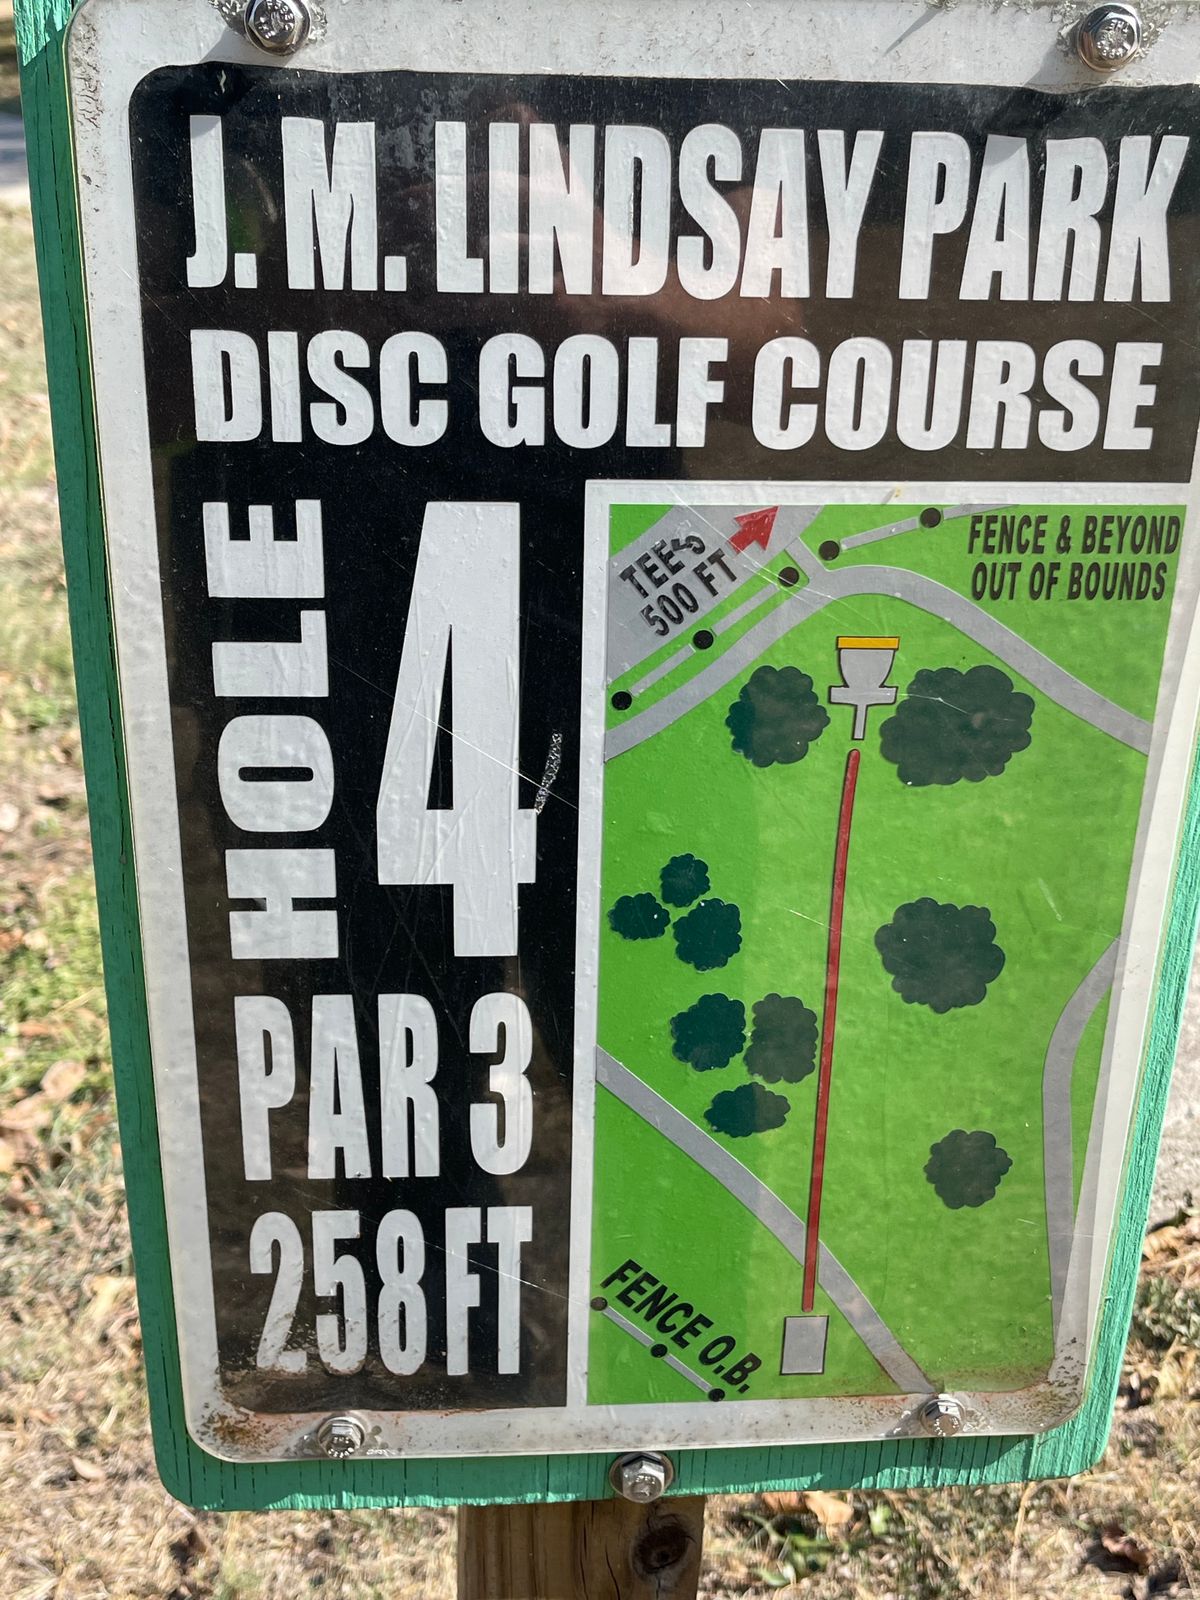 J. M. LINDSAY PARK
DISC GOLF COURSE
HOLE 4
PAR 3
258 FT
TEE'S
500 FT
FENCE & BEYOND
OUT OF BOUNDS
FENCE O.B.